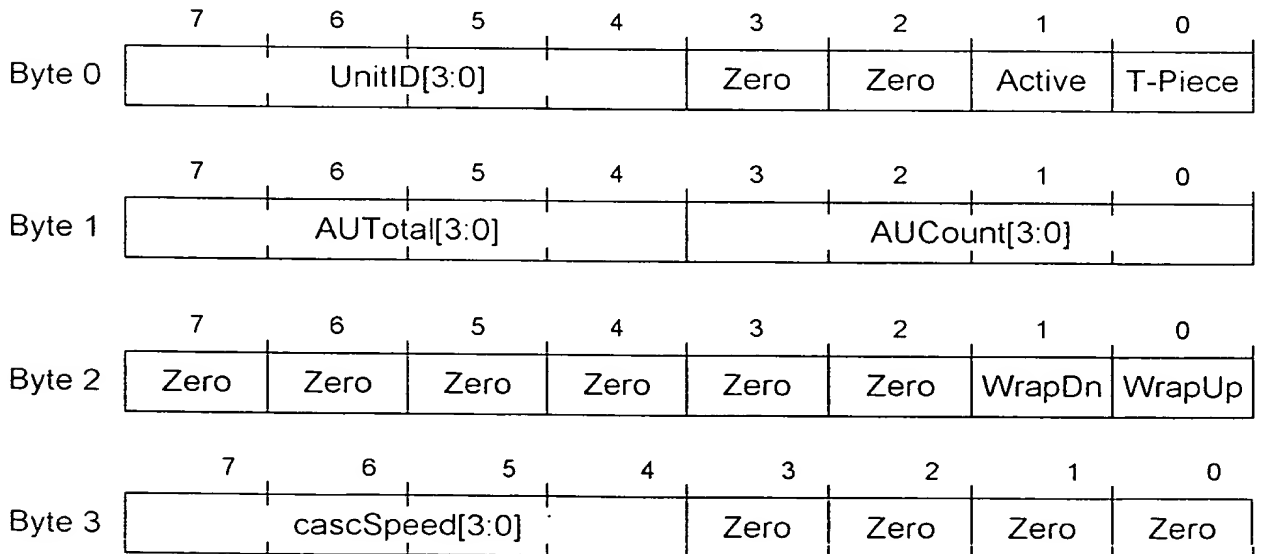 7 6 5 4 3 2 1 0
Byte 0 UnitID[3:0] Zero Zero Active T-Piece
7 6 5 4 3 2 1 0
Byte 1 AUTotal[3:0] AUCount[3:0]
7 6 5 4 3 2 1 0
Byte 2 Zero Zero Zero Zero Zero Zero WrapDn WrapUp
7 6 5 4 3 2 1 0
Byte 3 cascSpeed[3:0] Zero Zero Zero Zero